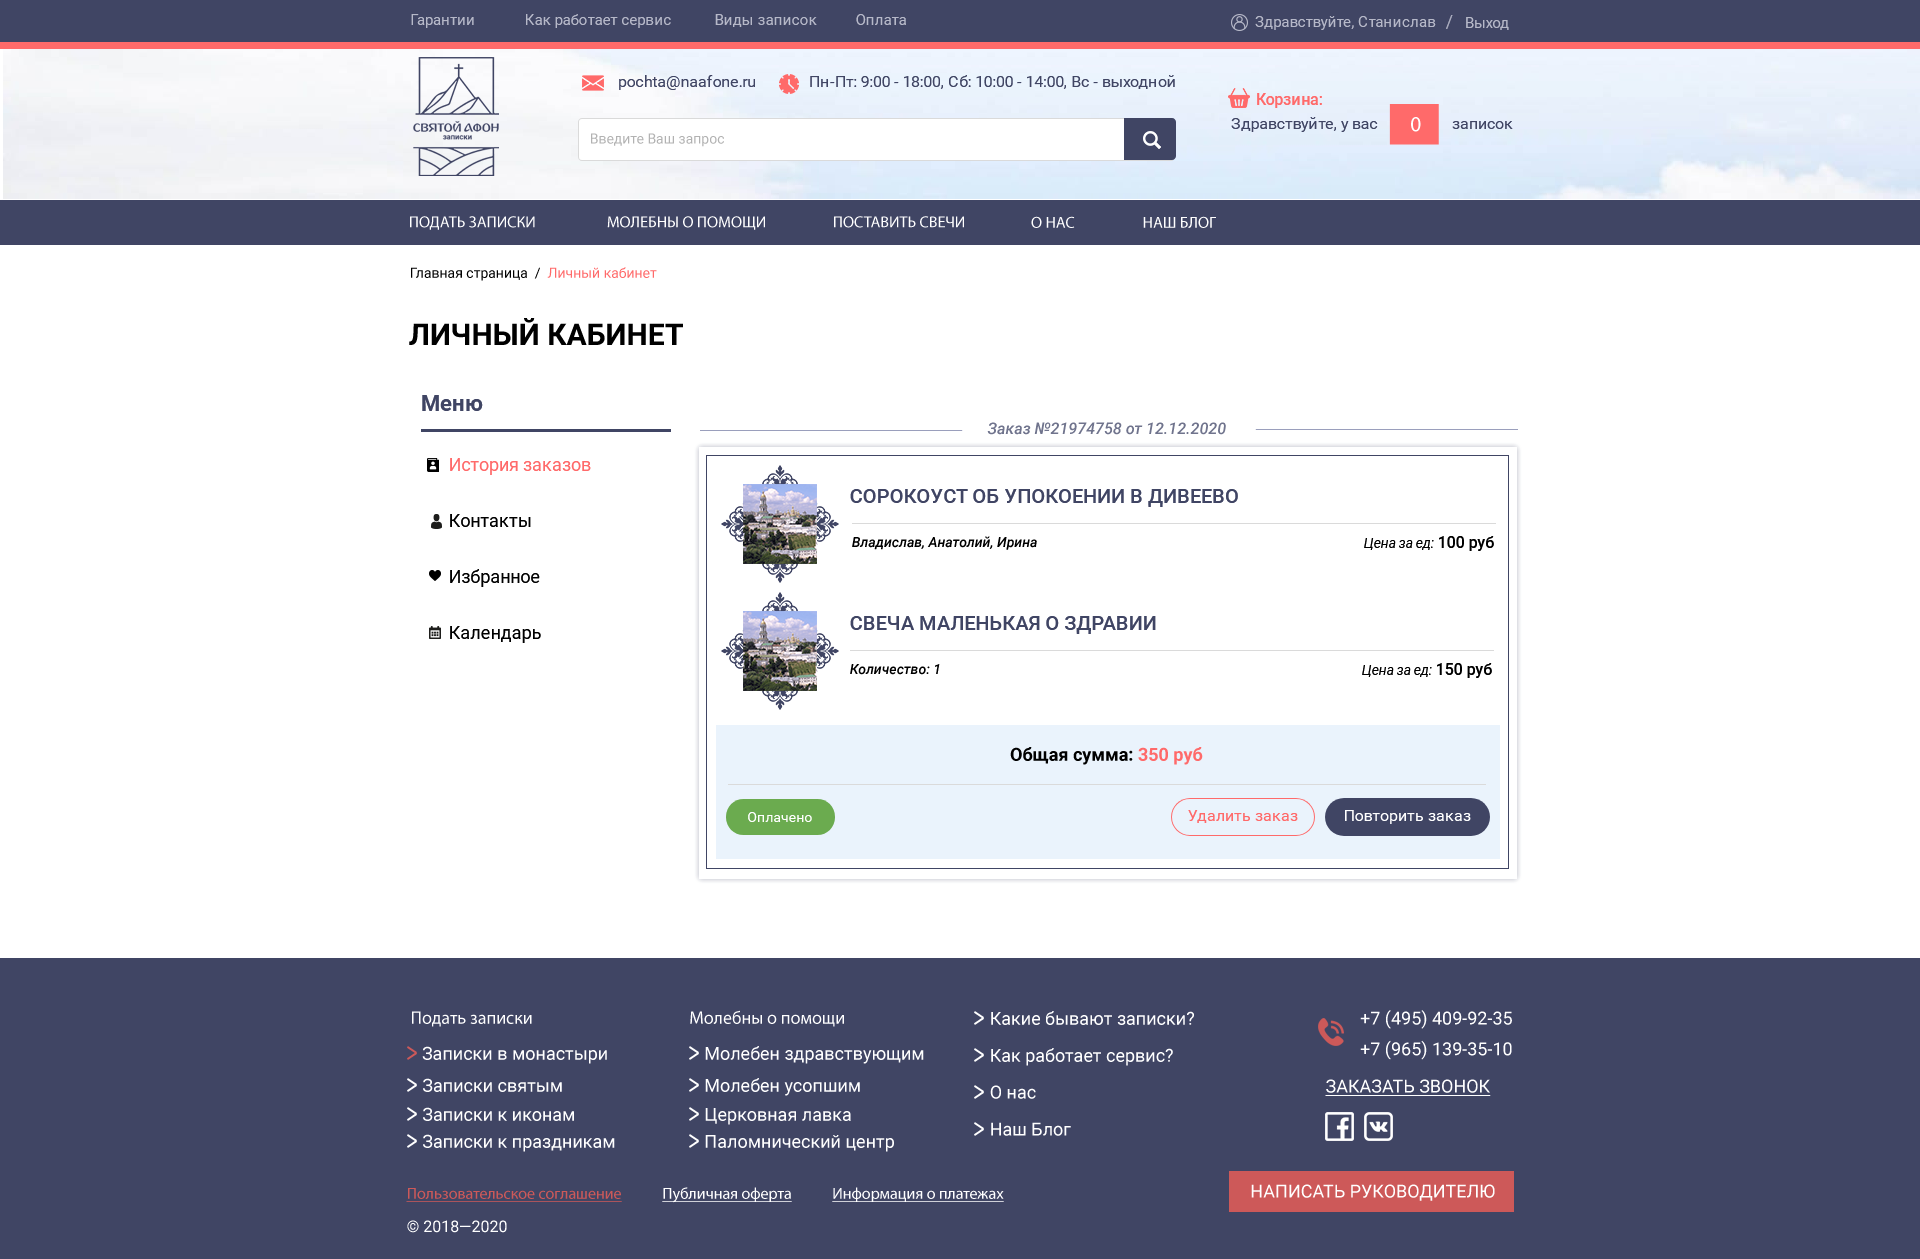 Гарантии Как работает сервис Виды записок Оплата Здравствуйте, Станислав / Выход
pochta@naafone.ru Пн-Пт: 9:00 - 18:00, Сб: 10:00 - 14:00, Вс - выходной
СВЯТОЙ АФОН
записки
Введите Ваш запрос
Корзина:
Здравствуйте, у вас 0 записок
ПОДАТЬ ЗАПИСКИ МОЛЕБНЫ О ПОМОЩИ ПОСТАВИТЬ СВЕЧИ О НАС НАШ БЛОГ
Главная страница / Личный кабинет
ЛИЧНЫЙ КАБИНЕТ
Меню
История заказов
Контакты
Избранное
Календарь
Заказ №21974758 от 12.12.2020
СОРОКОУСТ ОБ УПОКОЕНИИ В ДИВЕЕВО
Владислав, Анатолий, Ирина Цена за ед: 100 руб
СВЕЧА МАЛЕНЬКАЯ О ЗДРАВИИ
Количество: 1 Цена за ед: 150 руб
Общая сумма: 350 руб
Оплачено Удалить заказ Повторить заказ
Подать записки
> Записки в монастыри
> Записки святым
> Записки к иконам
> Записки к праздникам
Молебны о помощи
> Молебен здравствующим
> Молебен усопшим
> Церковная лавка
> Паломнический центр
> Какие бывают записки?
> Как работает сервис?
> О нас
> Наш Блог
+7 (495) 409-92-35
+7 (965) 139-35-10
ЗАКАЗАТЬ ЗВОНОК
НАПИСАТЬ РУКОВОДИТЕЛЮ
Пользовательское соглашение Публичная оферта Информация о платежах
© 2018—2020